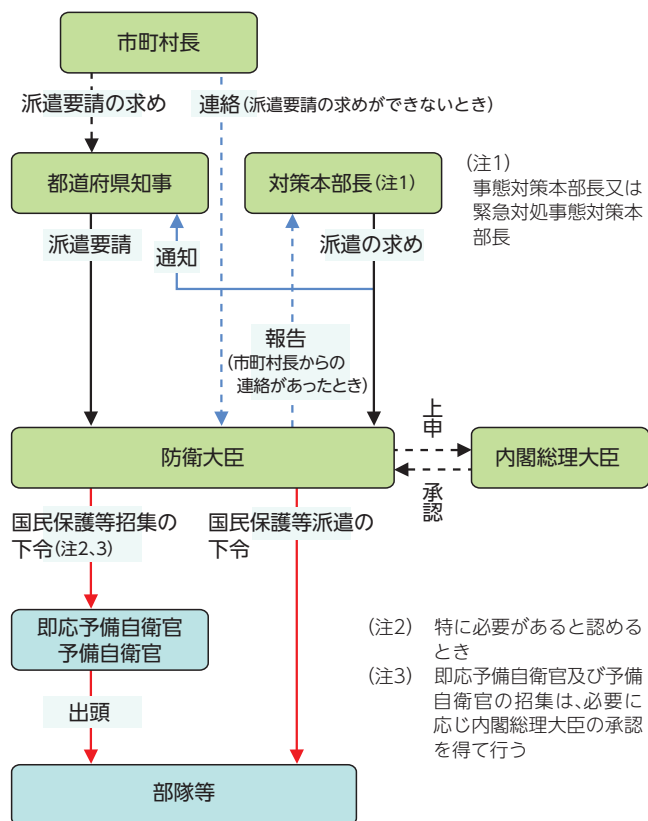 市町村長
派遣要請の求め
連絡(派遣要請の求めができないとき)
都道府県知事
対策本部長(注1)
(注1)
事態対策本部長又は
緊急対処事態対策本
部長
派遣要請
通知
派遣の求め
報告
(市町村長からの
連絡があったとき)
上申
防衛大臣
内閣総理大臣
承認
国民保護等招集の
下令(注2、3)
国民保護等派遣の
下令
即応予備自衛官
予備自衛官
(注2) 特に必要があると認める
とき
(注3) 即応予備自衛官及び予備
自衛官の招集は、必要に
応じ内閣総理大臣の承認
を得て行う
出頭
部隊等